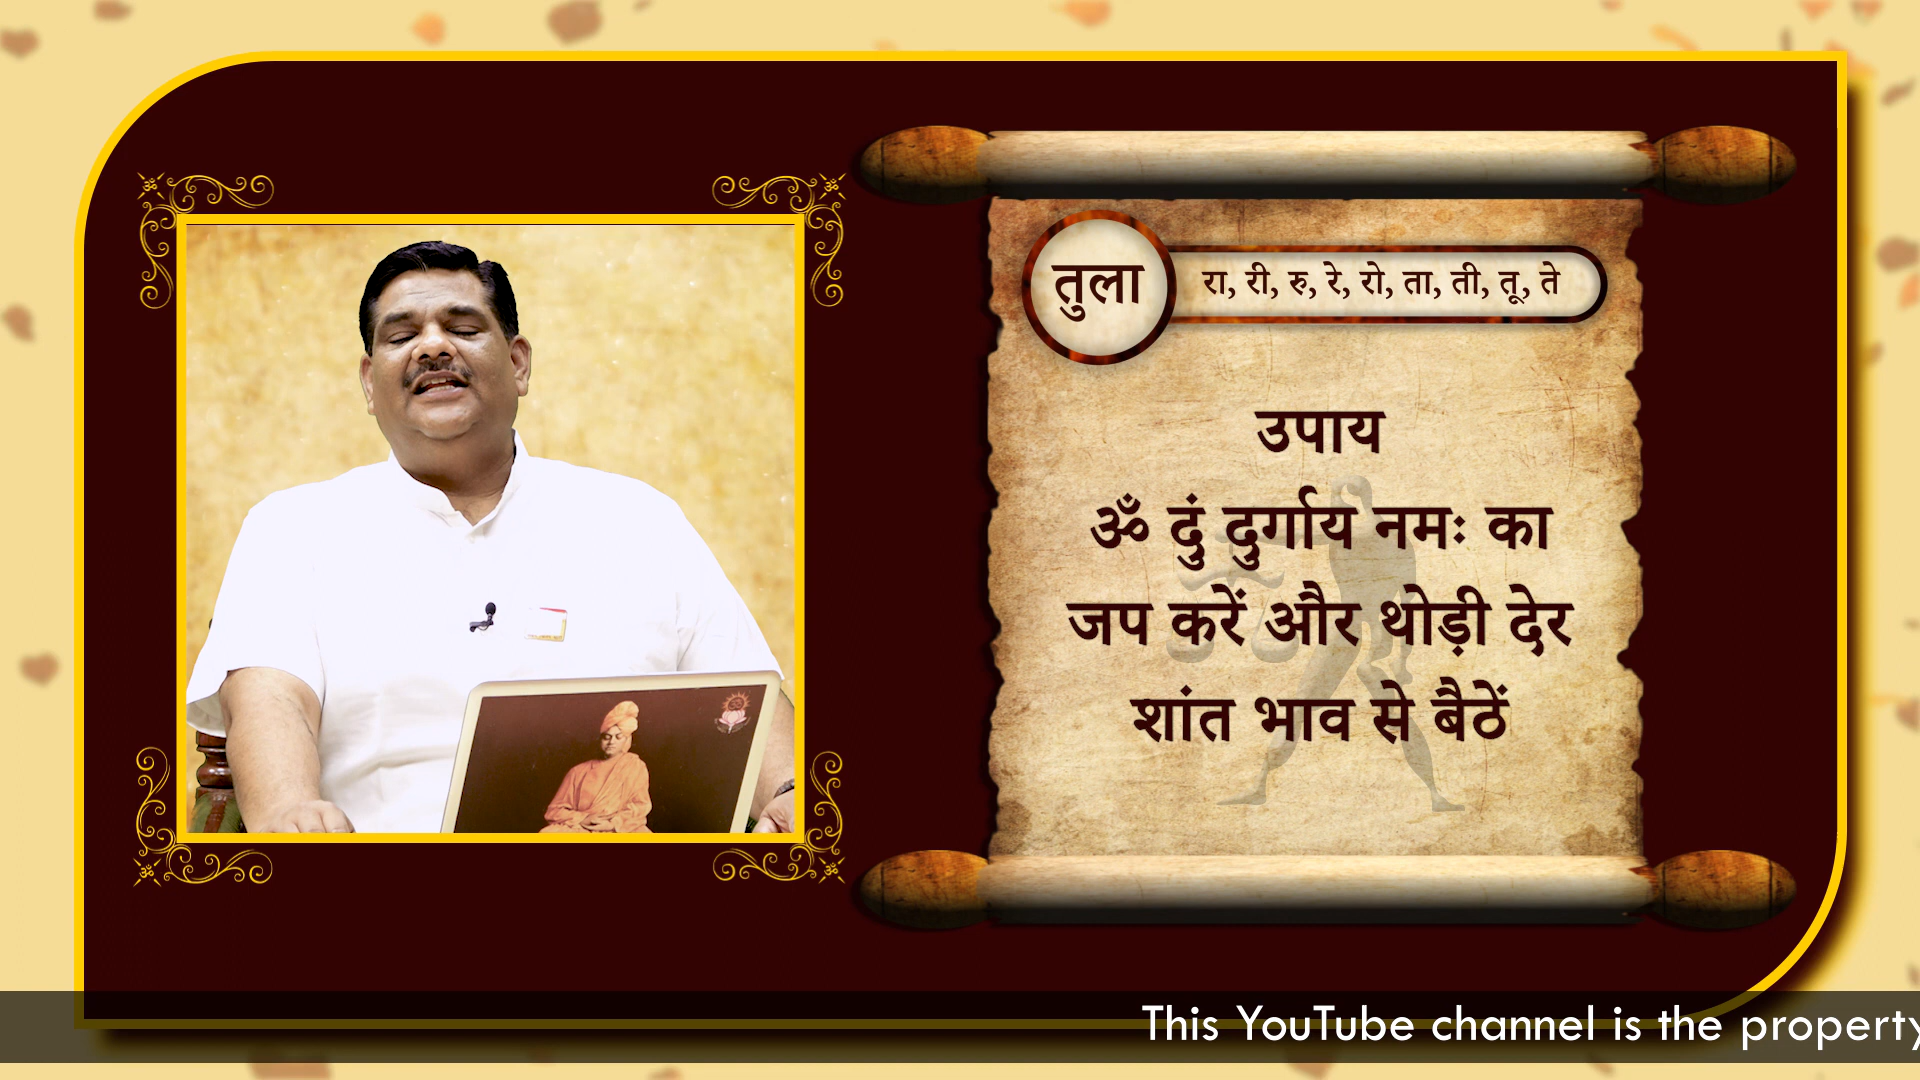 तुला
रा, री, रु, रे, रो, ता, ती, तू, ते
उपाय
ॐ दुं दुर्गाय नमः का
जप करें और थोड़ी देर
शांत भाव से बैठें
This YouTube channel is the property